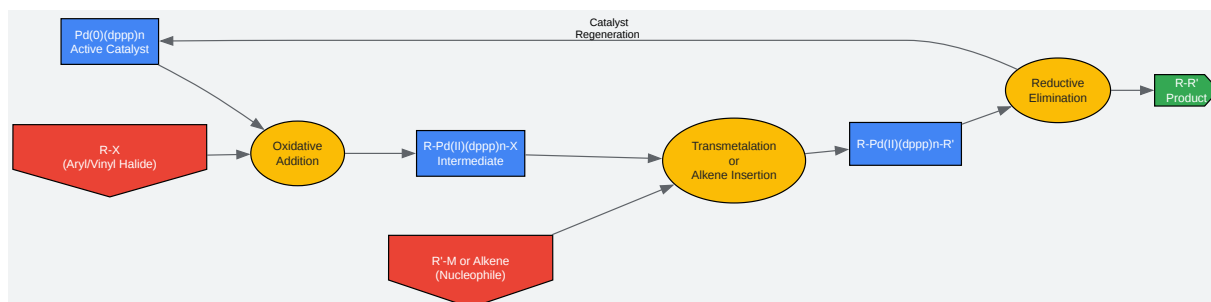 Catalyst
Regeneration
Pd(0)(dppp)n
Active Catalyst
R-X
(Aryl/Vinyl Halide)
Oxidative
Addition
R-Pd(II)(dppp)n-X
Intermediate
R'-M or Alkene
(Nucleophile)
Transmetalation
or
Alkene Insertion
R-Pd(II)(dppp)n-R'
Reductive
Elimination
R-R'
Product